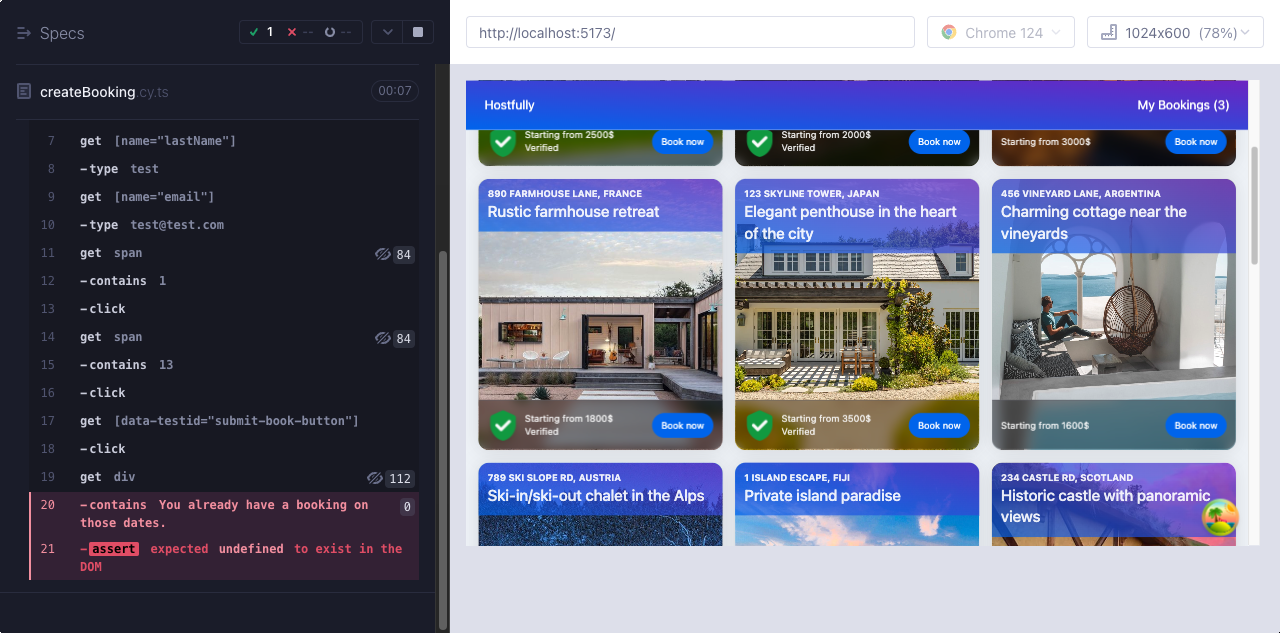 Specs
1
--
--
createBooking.cy.ts
00:07
7 get [name="lastName"]
8 -type test
9 get [name="email"]
10 -type test@test.com
11 get span 84
12 -contains 1
13 -click
14 get span 84
15 -contains 13
16 -click
17 get [data-testid="submit-book-button"]
18 -click
19 get div 112
20 -contains You already have a booking on 0
those dates.
21 -assert expected undefined to exist in the
DOM
http://localhost:5173/
Chrome 124
1024x600 (78%)
Hostfully
My Bookings (3)
Starting from 2500$
Verified
Book now
Starting from 2000$
Verified
Book now
Starting from 3000$
Book now
890 FARMHOUSE LANE, FRANCE
Rustic farmhouse retreat
Starting from 1800$
Verified
Book now
123 SKYLINE TOWER, JAPAN
Elegant penthouse in the heart
of the city
Starting from 3500$
Verified
Book now
456 VINEYARD LANE, ARGENTINA
Charming cottage near the
vineyards
Starting from 1600$
Book now
789 SKI SLOPE RD, AUSTRIA
Ski-in/ski-out chalet in the Alps
1 ISLAND ESCAPE, FIJI
Private island paradise
234 CASTLE RD, SCOTLAND
Historic castle with panoramic
views